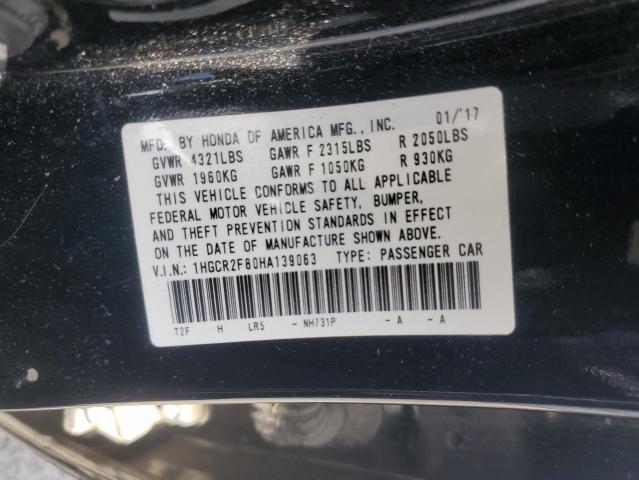 MFD. BY HONDA OF AMERICA MFG., INC. 01/'17
GVWR 4321LBS GAWR F 2315LBS R 2050LBS
GVWR 1960KG GAWR F 1050KG R 930KG
THIS VEHICLE CONFORMS TO ALL APPLICABLE
FEDERAL MOTOR VEHICLE SAFETY, BUMPER,
AND THEFT PREVENTION STANDARDS IN EFFECT
ON THE DATE OF MANUFACTURE SHOWN ABOVE.
V.I.N.: 1HGCR2F80HA139063 TYPE: PASSENGER CAR
T2F H LR5 - NH731P - A - A